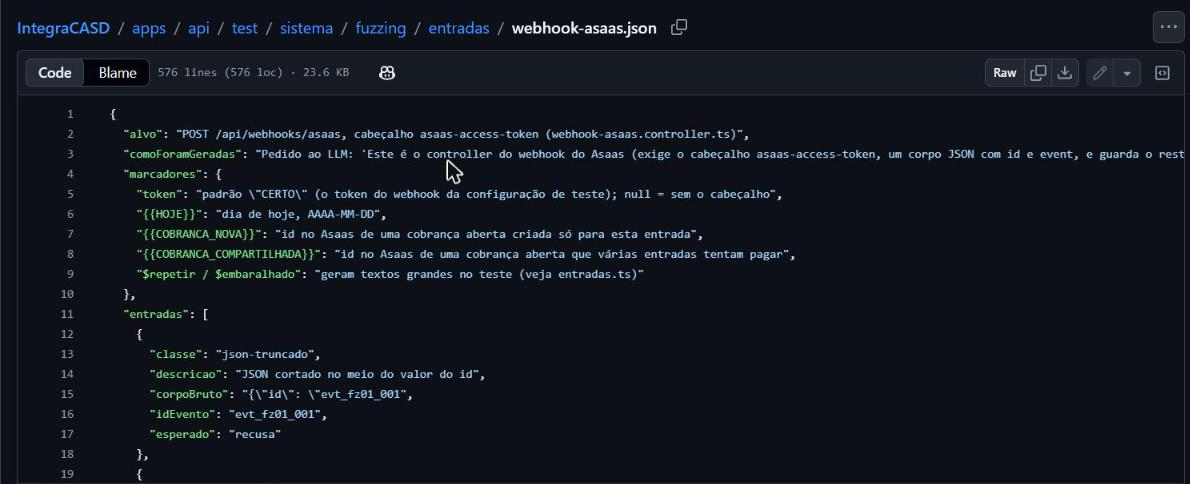 IntegraCASD / apps / api / test / sistema / fuzzing / entradas / webhook-asaas.json
Code Blame 576 lines (576 loc) · 23.6 KB Raw
1 {
2 "alvo": "POST /api/webhooks/asaas, cabeçalho asaas-access-token (webhook-asaas.controller.ts)",
3 "comoForamGeradas": "Pedido ao LLM: 'Este é o controller do webhook do Asaas (exige o cabeçalho asaas-access-token, um corpo JSON com id e event, e guarda o rest
4 "marcadores": {
5 "token": "padrão \"CERTO\" (o token do webhook da configuração de teste); null = sem o cabeçalho",
6 "{{HOJE}}": "dia de hoje, AAAA-MM-DD",
7 "{{COBRANCA_NOVA}}": "id no Asaas de uma cobrança aberta criada só para esta entrada",
8 "{{COBRANCA_COMPARTILHADA}}": "id no Asaas de uma cobrança aberta que várias entradas tentam pagar",
9 "$repetir / $embaralhado": "geram textos grandes no teste (veja entradas.ts)"
10 },
11 "entradas": [
12 {
13 "classe": "json-truncado",
14 "descricao": "JSON cortado no meio do valor do id",
15 "corpoBruto": "{\"id\": \"evt_fz01_001",
16 "idEvento": "evt_fz01_001",
17 "esperado": "recusa"
18 },
19 {